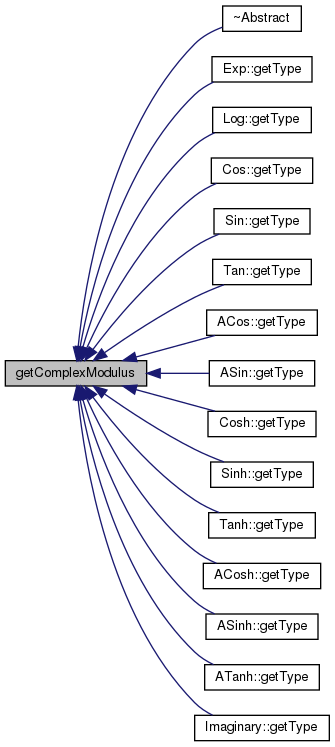 ~Abstract
Exp::getType
Log::getType
Cos::getType
Sin::getType
Tan::getType
ACos::getType
getComplexModulus
ASin::getType
Cosh::getType
Sinh::getType
Tanh::getType
ACosh::getType
ASinh::getType
ATanh::getType
Imaginary::getType